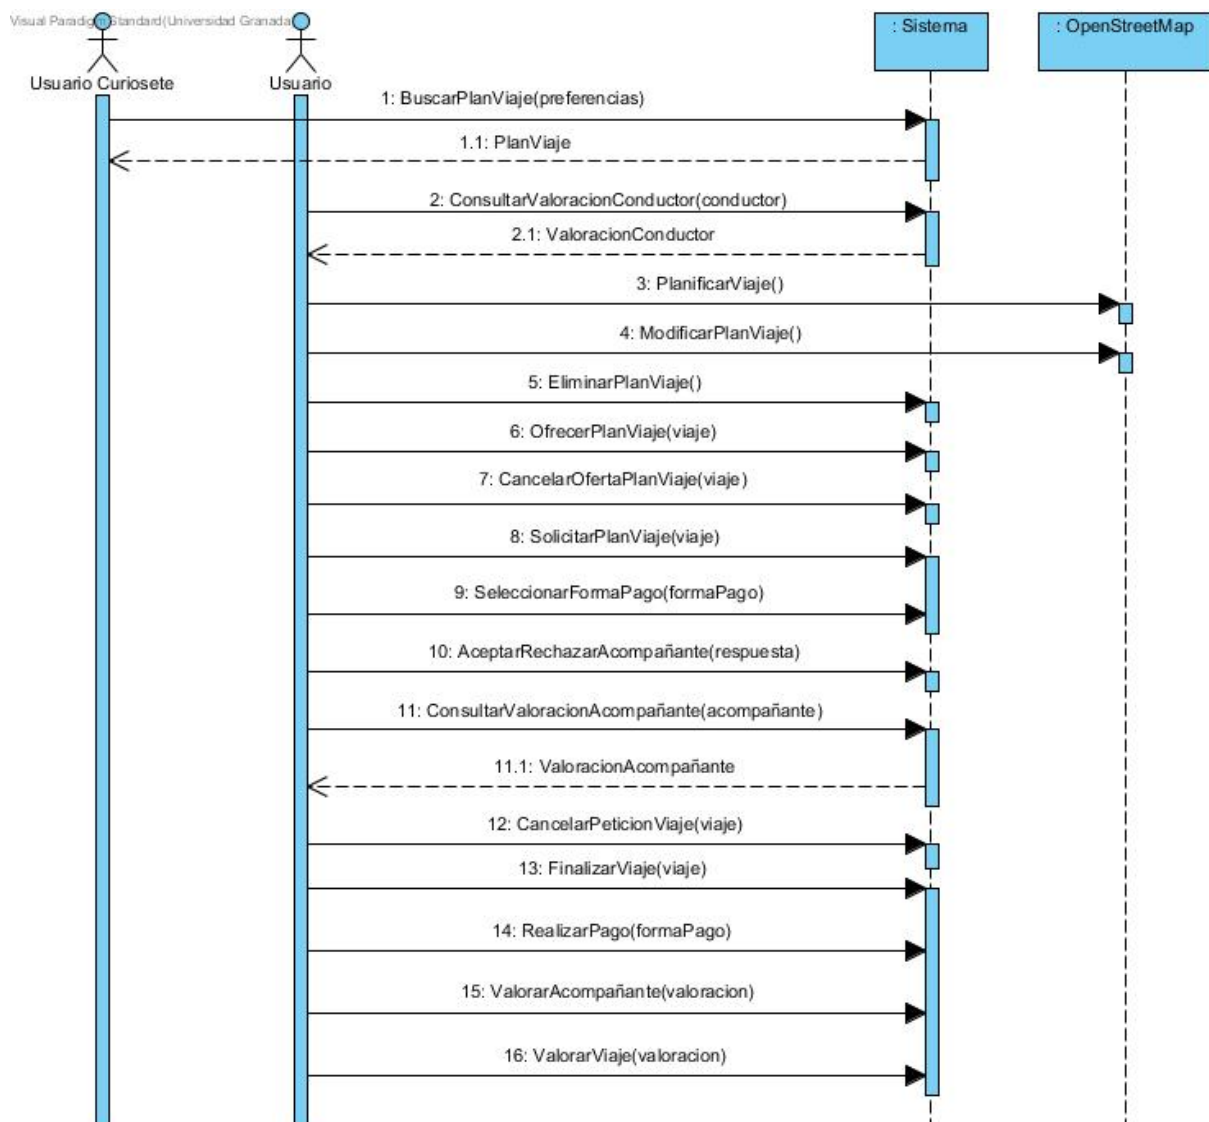 Visual Paradigm Standard(Universidad Granada)
Usuario Curiosete
Usuario
: Sistema
: OpenStreetMap
1: BuscarPlanViaje(preferencias)
1.1: PlanViaje
2: ConsultarValoracionConductor(conductor)
2.1: ValoracionConductor
3: PlanificarViaje()
4: ModificarPlanViaje()
5: EliminarPlanViaje()
6: OfrecerPlanViaje(viaje)
7: CancelarOfertaPlanViaje(viaje)
8: SolicitarPlanViaje(viaje)
9: SeleccionarFormaPago(formaPago)
10: AceptarRechazarAcompañante(respuesta)
11: ConsultarValoracionAcompañante(acompañante)
11.1: ValoracionAcompañante
12: CancelarPeticionViaje(viaje)
13: FinalizarViaje(viaje)
14: RealizarPago(formaPago)
15: ValorarAcompañante(valoracion)
16: ValorarViaje(valoracion)